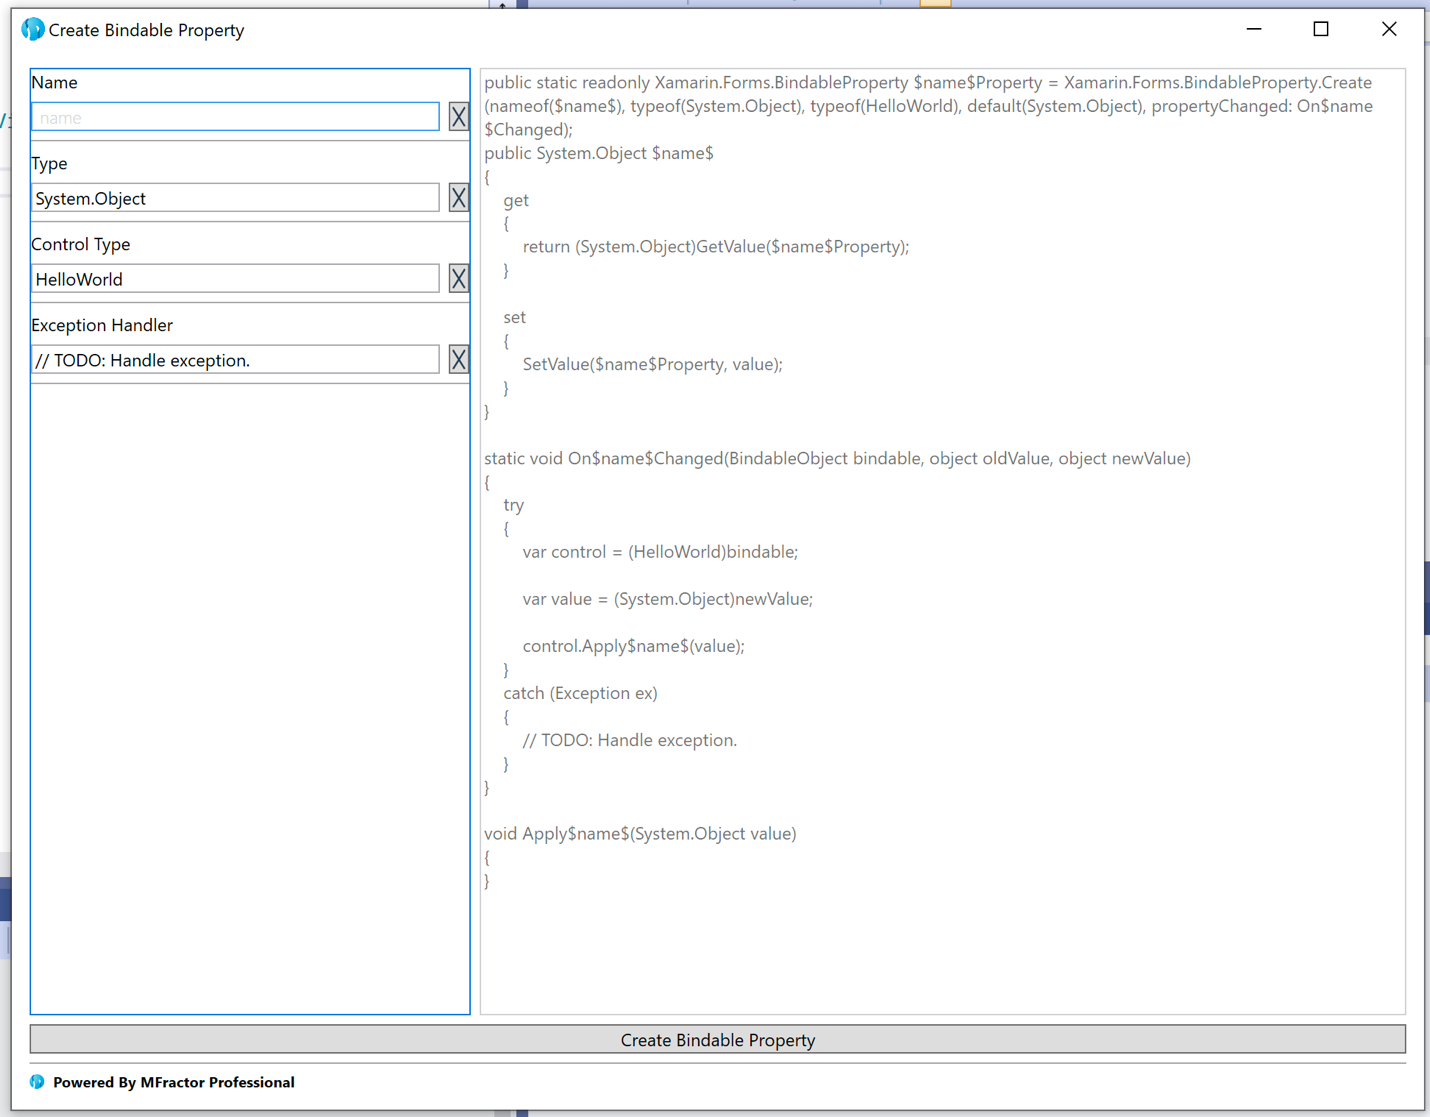 Create Bindable Property
Name
name
X
Type
System.Object
X
Control Type
HelloWorld
X
Exception Handler
// TODO: Handle exception.
X
public static readonly Xamarin.Forms.BindableProperty $name$Property = Xamarin.Forms.BindableProperty.Create
(nameof($name$), typeof(System.Object), typeof(HelloWorld), default(System.Object), propertyChanged: On$name
$Changed);
public System.Object $name$
{
get
{
return (System.Object)GetValue($name$Property);
}
set
{
SetValue($name$Property, value);
}
}
static void On$name$Changed(BindableObject bindable, object oldValue, object newValue)
{
try
{
var control = (HelloWorld)bindable;
var value = (System.Object)newValue;
control.Apply$name$(value);
}
catch (Exception ex)
{
// TODO: Handle exception.
}
}
void Apply$name$(System.Object value)
{
}
Create Bindable Property
Powered By MFractor Professional